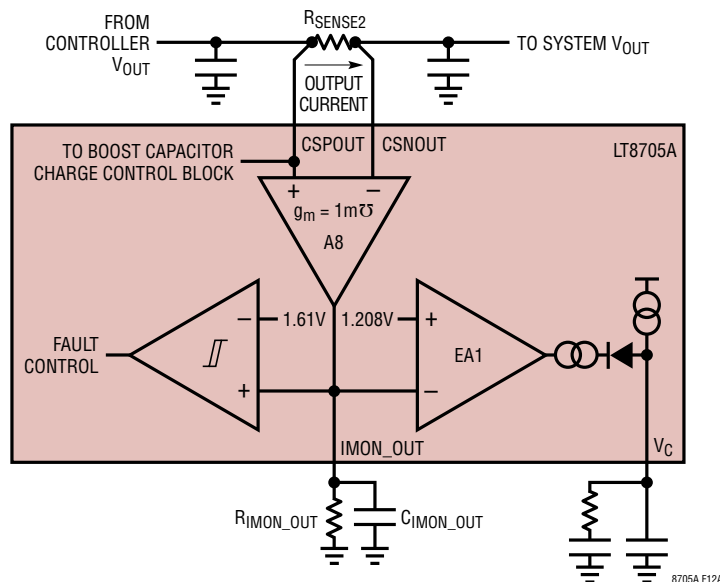 FROM
CONTROLLER
VOUT
RSENSE2
TO SYSTEM VOUT
OUTPUT
CURRENT
TO BOOST CAPACITOR
CHARGE CONTROL BLOCK
CSPOUT
CSNOUT
LT8705A
+
–
gm = 1m℧
A8
FAULT
CONTROL
–
1.61V
1.208V
+
EA1
+
–
IMON_OUT
VC
RIMON_OUT
CIMON_OUT
8705A F12A